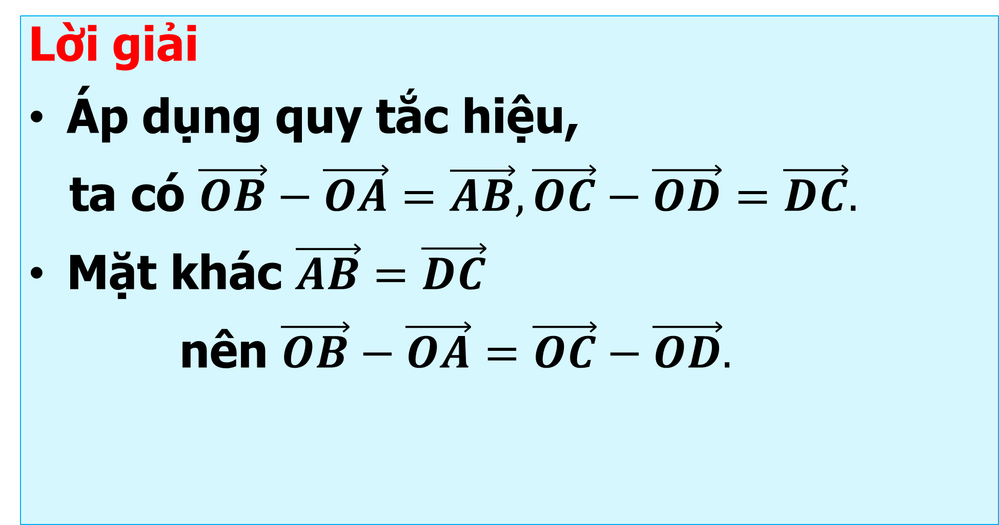 Lời giải
• Áp dụng quy tắc hiệu,
ta có $\overrightarrow{OB} - \overrightarrow{OA} = \overrightarrow{AB}, \overrightarrow{OC} - \overrightarrow{OD} = \overrightarrow{DC}.$
• Mặt khác $\overrightarrow{AB} = \overrightarrow{DC}$
nên $\overrightarrow{OB} - \overrightarrow{OA} = \overrightarrow{OC} - \overrightarrow{OD}.$